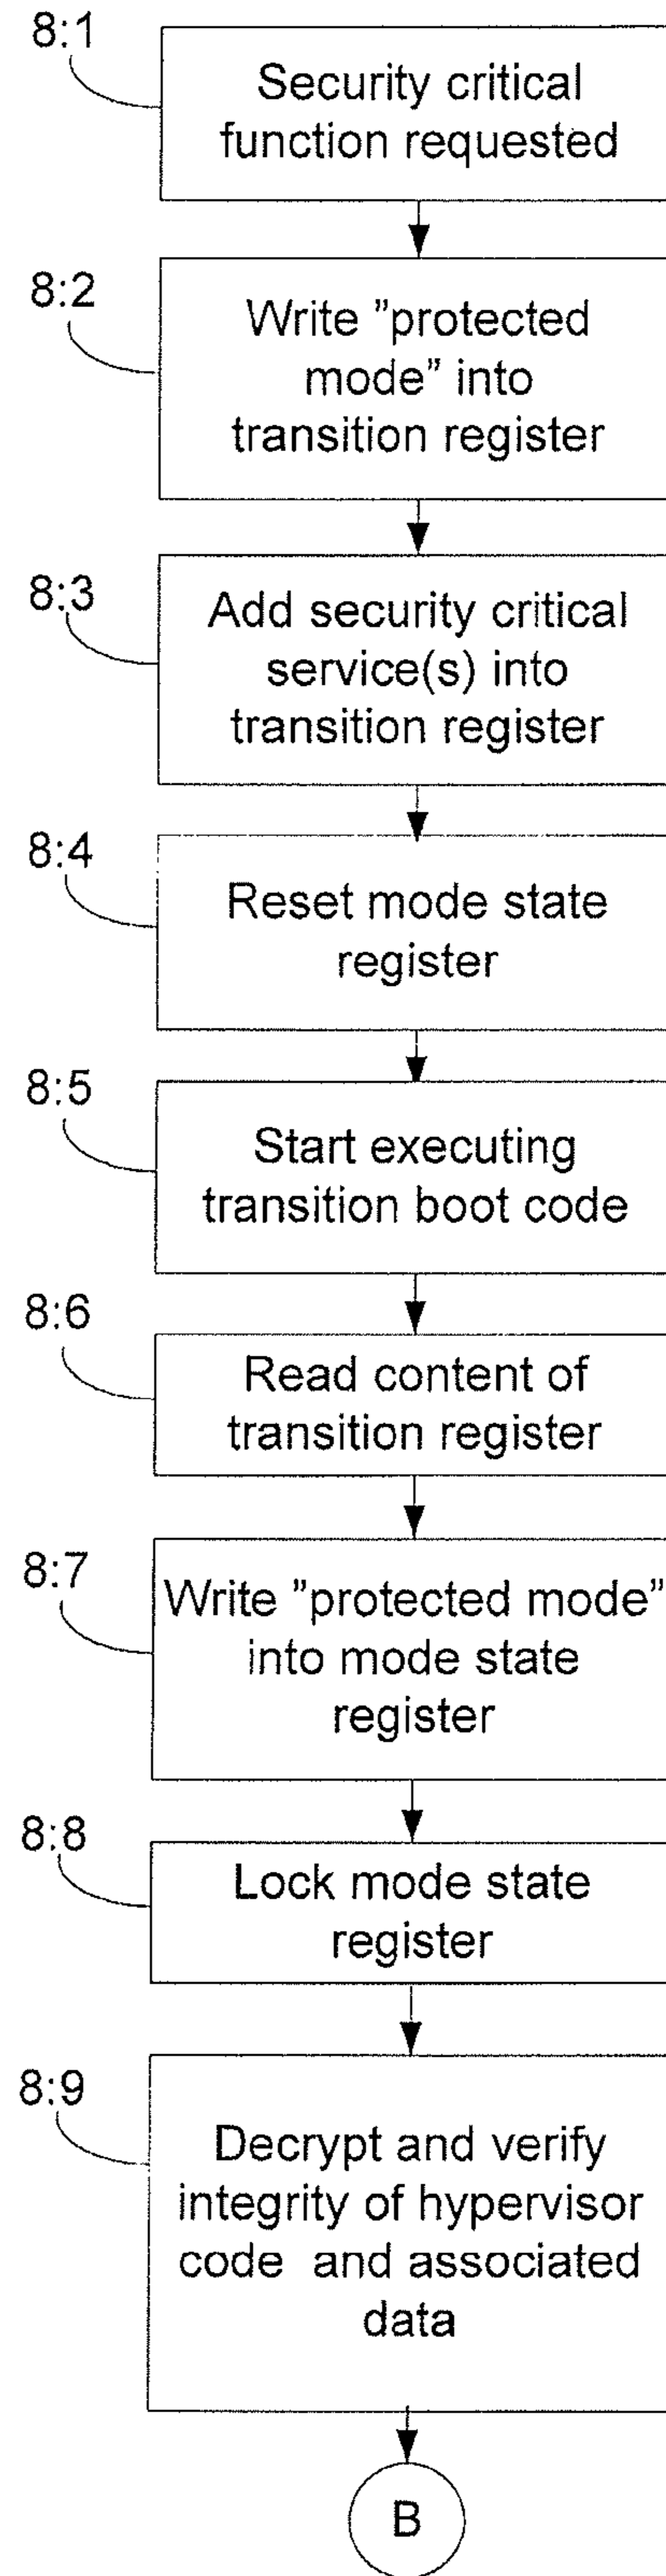 8:1
Security critical
function requested
8:2
Write ”protected
mode” into
transition register
8:3
Add security critical
service(s) into
transition register
8:4
Reset mode state
register
8:5
Start executing
transition boot code
8:6
Read content of
transition register
8:7
Write ”protected mode”
into mode state
register
8:8
Lock mode state
register
8:9
Decrypt and verify
integrity of hypervisor
code and associated
data
B